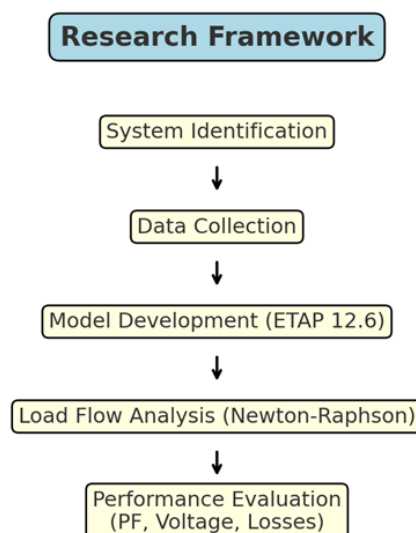 Research Framework
System Identification
Data Collection
Model Development (ETAP 12.6)
Load Flow Analysis (Newton-Raphson)
Performance Evaluation
(PF, Voltage, Losses)